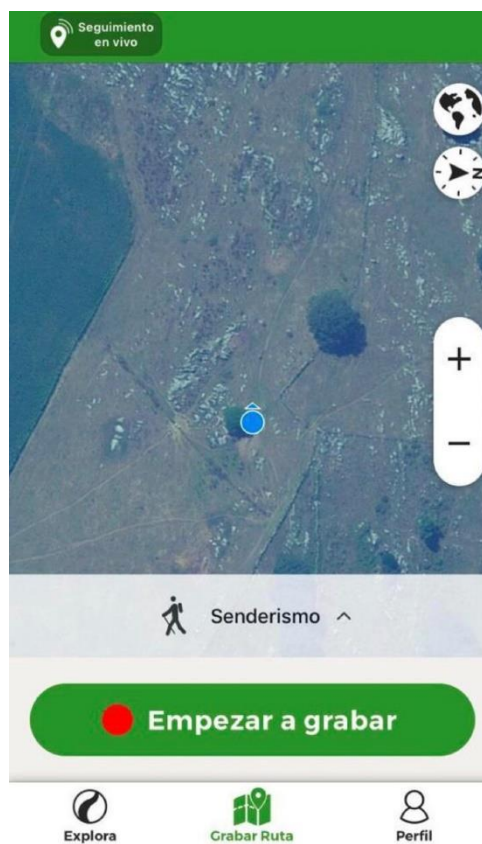 Seguimiento
en vivo
N
+
−
Senderismo
Empezar a grabar
Explora
Grabar Ruta
Perfil